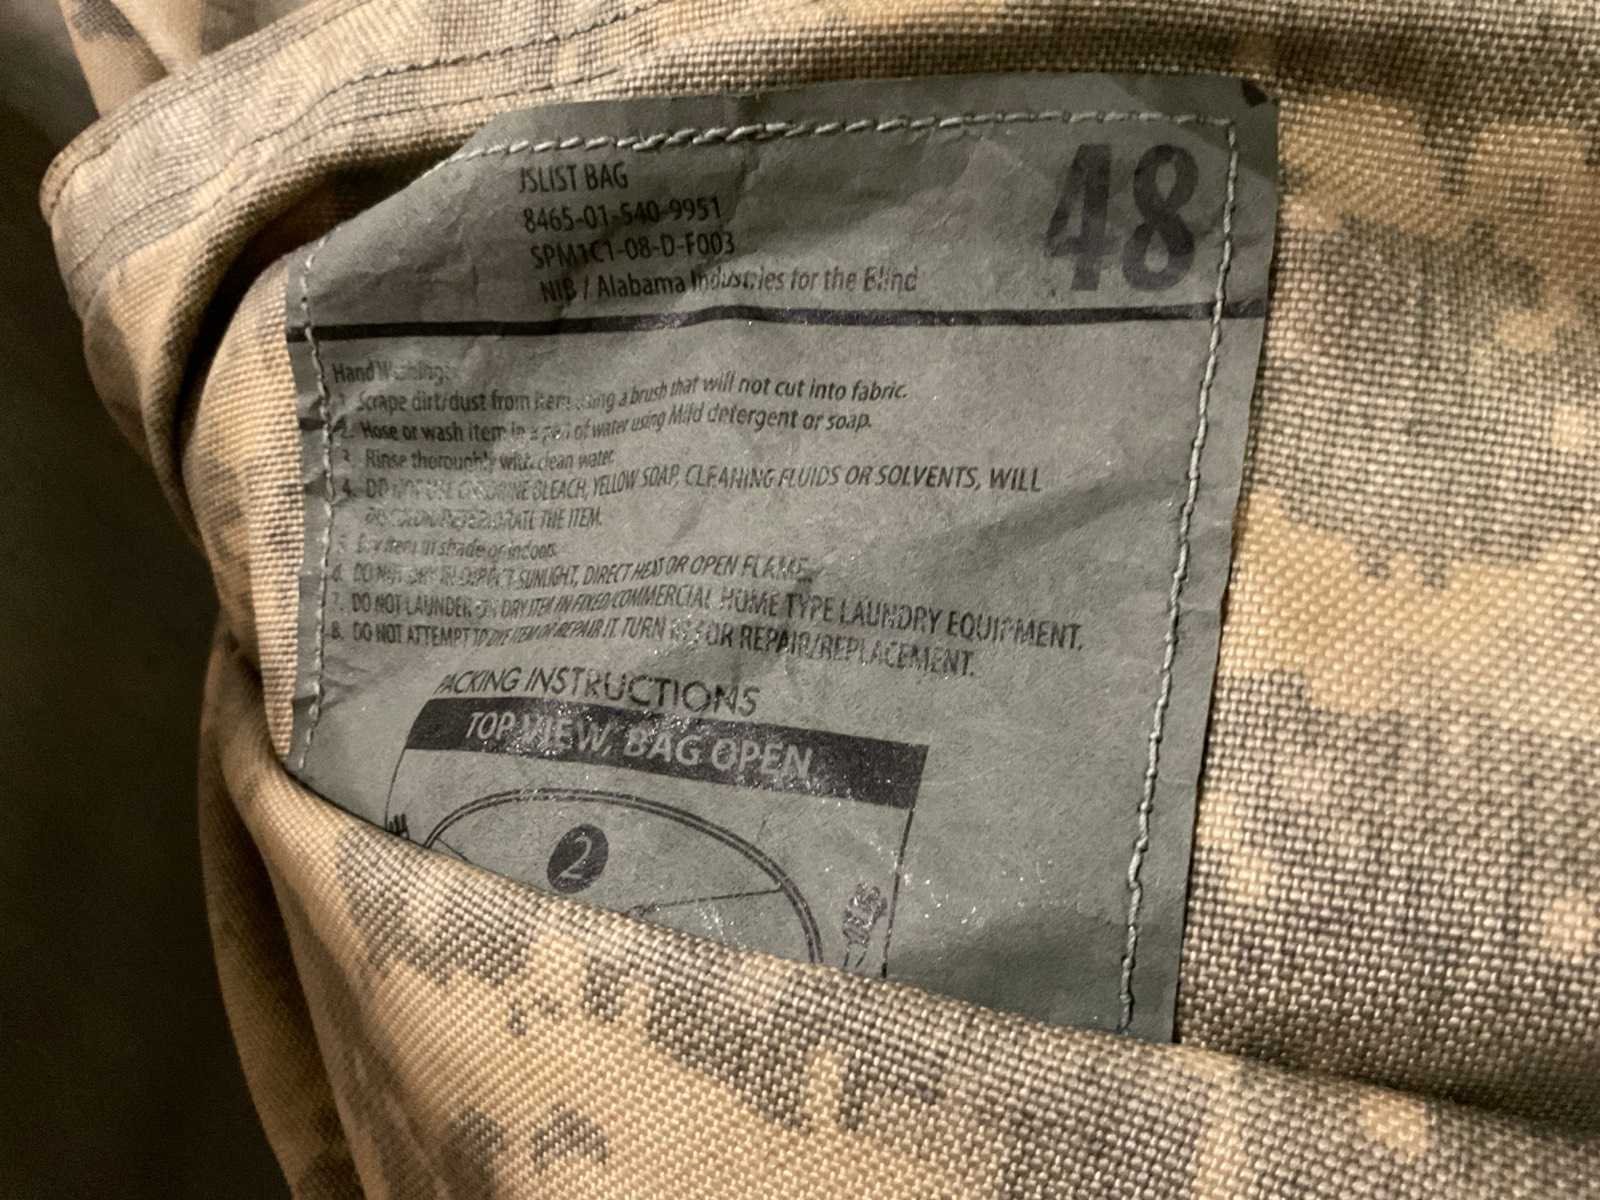 JSLIST BAG
8465-01-540-9951
SPM1C1-08-D-F003
NIB / Alabama Industries for the Blind
48
Hand Washing:
1. Scrape dirt/dust from item using a brush that will not cut into fabric.
2. Hose or wash item in a pan of water using Mild detergent or soap.
3. Rinse thoroughly with clean water.
4. DO NOT USE CHLORINE BLEACH, YELLOW SOAP, CLEANING FLUIDS OR SOLVENTS, WILL
DETERIORATE THE ITEM.
5. Dry item in shade or indoors.
6. DO NOT DRY IN DIRECT SUNLIGHT, DIRECT HEAT OR OPEN FLAME.
7. DO NOT LAUNDER OR DRY ITEM IN FIXED COMMERCIAL HOME TYPE LAUNDRY EQUIPMENT.
8. DO NOT ATTEMPT TO DYE ITEM OR REPAIR IT. TURN IN FOR REPAIR/REPLACEMENT.
PACKING INSTRUCTIONS
TOP VIEW, BAG OPEN
2